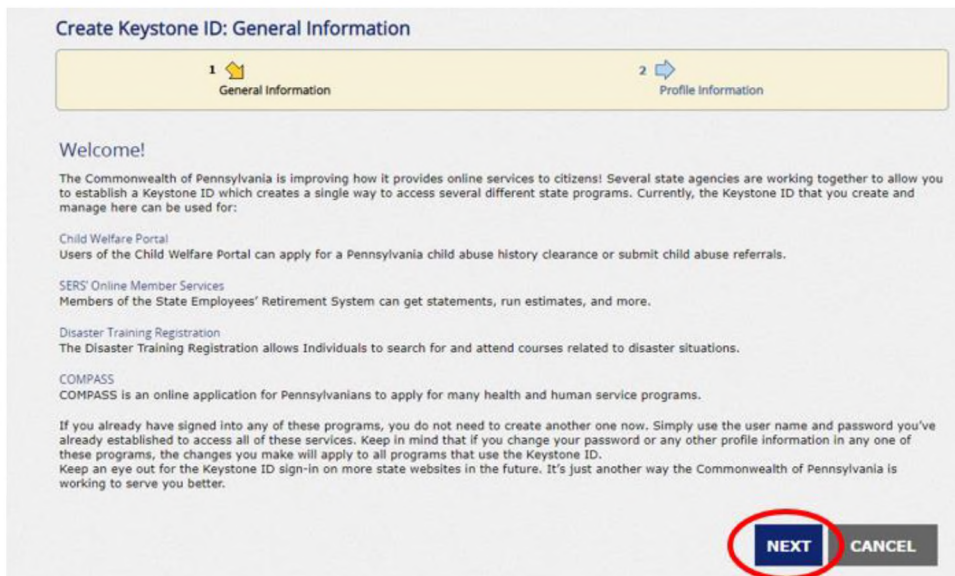 Create Keystone ID: General Information
1
General Information
2
Profile Information
Welcome!
The Commonwealth of Pennsylvania is improving how it provides online services to citizens! Several state agencies are working together to allow you
to establish a Keystone ID which creates a single way to access several different state programs. Currently, the Keystone ID that you create and
manage here can be used for:
Child Welfare Portal
Users of the Child Welfare Portal can apply for a Pennsylvania child abuse history clearance or submit child abuse referrals.
SERS' Online Member Services
Members of the State Employees' Retirement System can get statements, run estimates, and more.
Disaster Training Registration
The Disaster Training Registration allows Individuals to search for and attend courses related to disaster situations.
COMPASS
COMPASS is an online application for Pennsylvanians to apply for many health and human service programs.
If you already have signed into any of these programs, you do not need to create another one now. Simply use the user name and password you've
already established to access all of these services. Keep in mind that if you change your password or any other profile information in any one of
these programs, the changes you make will apply to all programs that use the Keystone ID.
Keep an eye out for the Keystone ID sign-in on more state websites in the future. It's just another way the Commonwealth of Pennsylvania is
working to serve you better.
NEXT CANCEL